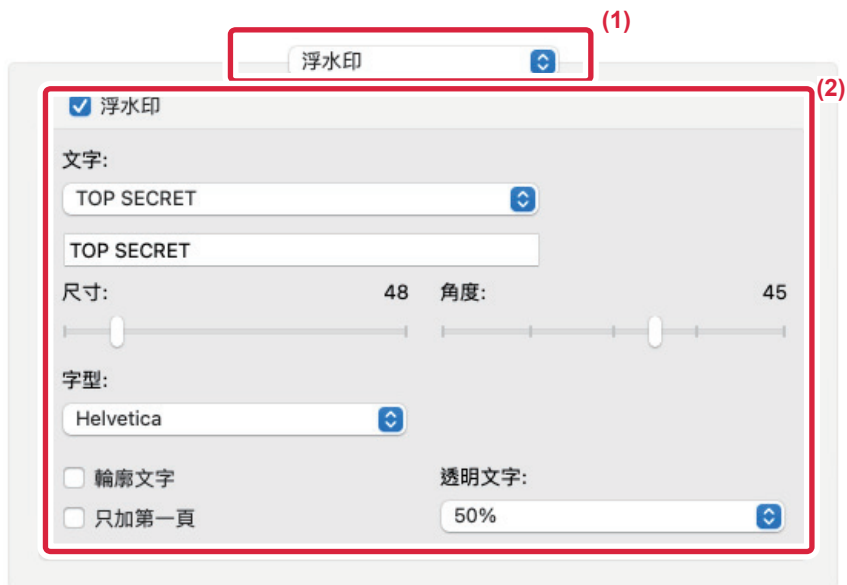 (1)
浮水印
(2)
浮水印
文字:
TOP SECRET
TOP SECRET
尺寸: 48 角度: 45
字型:
Helvetica
輪廓文字 透明文字:
只加第一頁 50%